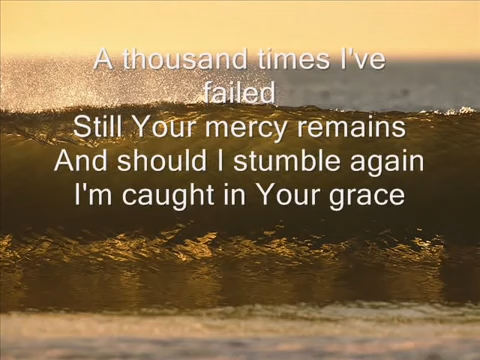 A thousand times I've
failed
Still Your mercy remains
And should I stumble again
I'm caught in Your grace